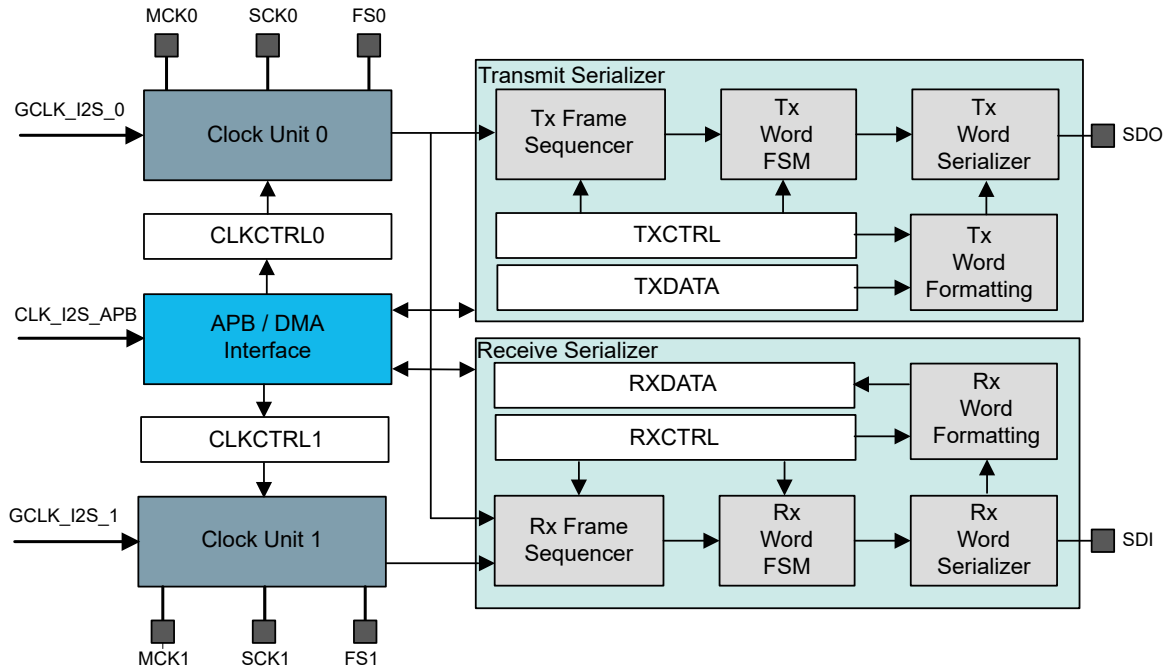 MCK0
SCK0
FS0
GCLK_I2S_0
Clock Unit 0
CLKCTRL0
CLK_I2S_APB
APB / DMA
Interface
CLKCTRL1
GCLK_I2S_1
Clock Unit 1
MCK1
SCK1
FS1
Transmit Serializer
Tx Frame
Sequencer
Tx
Word
FSM
Tx
Word
Serializer
SDO
TXCTRL
TXDATA
Tx
Word
Formatting
Receive Serializer
RXDATA
RXCTRL
Rx
Word
Formatting
Rx Frame
Sequencer
Rx
Word
FSM
Rx
Word
Serializer
SDI